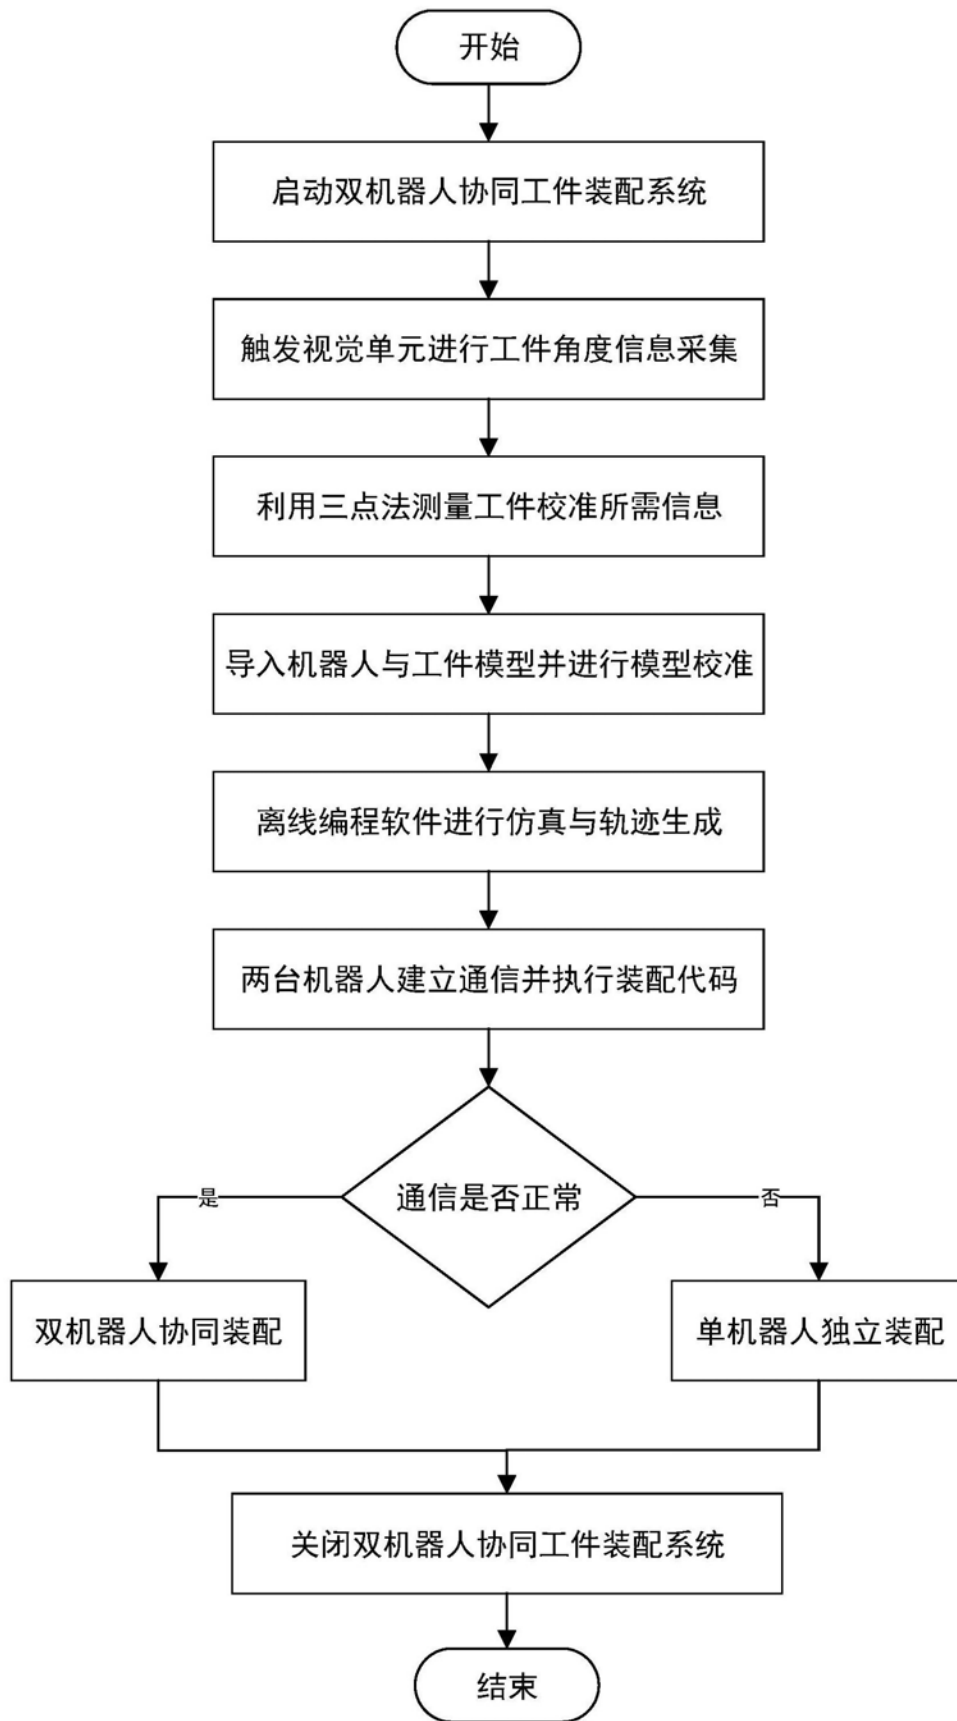 开始
启动双机器人协同工件装配系统
触发视觉单元进行工件角度信息采集
利用三点法测量工件校准所需信息
导入机器人与工件模型并进行模型校准
离线编程软件进行仿真与轨迹生成
两台机器人建立通信并执行装配代码
通信是否正常
是
否
双机器人协同装配
单机器人独立装配
关闭双机器人协同工件装配系统
结束